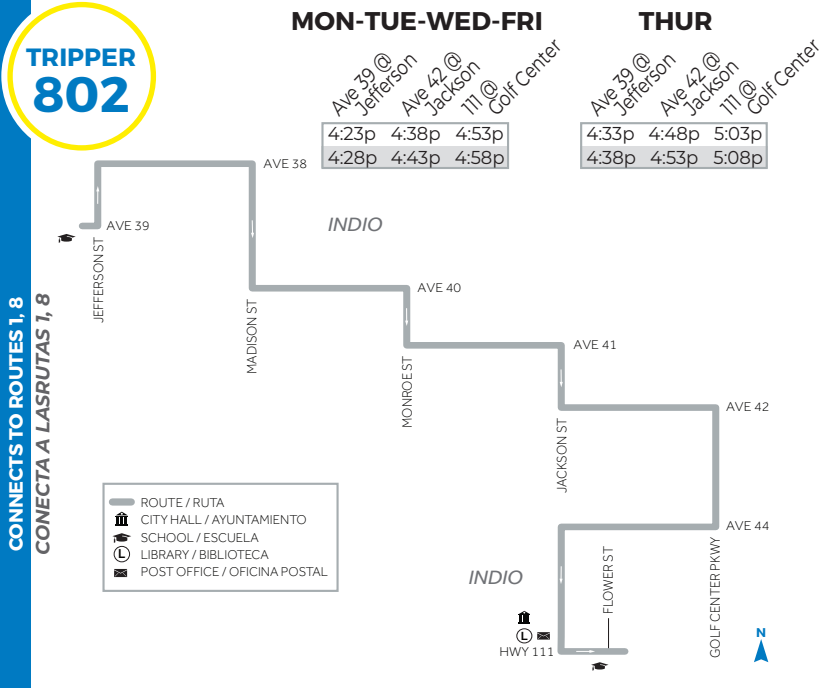 TRIPPER
802
MON-TUE-WED-FRI
Ave 39 @
Jefferson
Ave 42 @
Jackson
111 @
Golf Center
4:23p 4:38p 4:53p
4:28p 4:43p 4:58p
THUR
Ave 39 @
Jefferson
Ave 42 @
Jackson
111 @
Golf Center
4:33p 4:48p 5:03p
4:38p 4:53p 5:08p
CONNECTS TO ROUTES 1, 8
CONECTA A LASRUTAS 1, 8
AVE 38
AVE 39
INDIO
JEFFERSON ST
AVE 40
MADISON ST
AVE 41
MONROE ST
AVE 42
JACKSON ST
ROUTE / RUTA
CITY HALL / AYUNTAMIENTO
SCHOOL / ESCUELA
L LIBRARY / BIBLIOTECA
POST OFFICE / OFICINA POSTAL
AVE 44
INDIO
FLOWER ST
GOLF CENTER PKWY
L
HWY 111
N